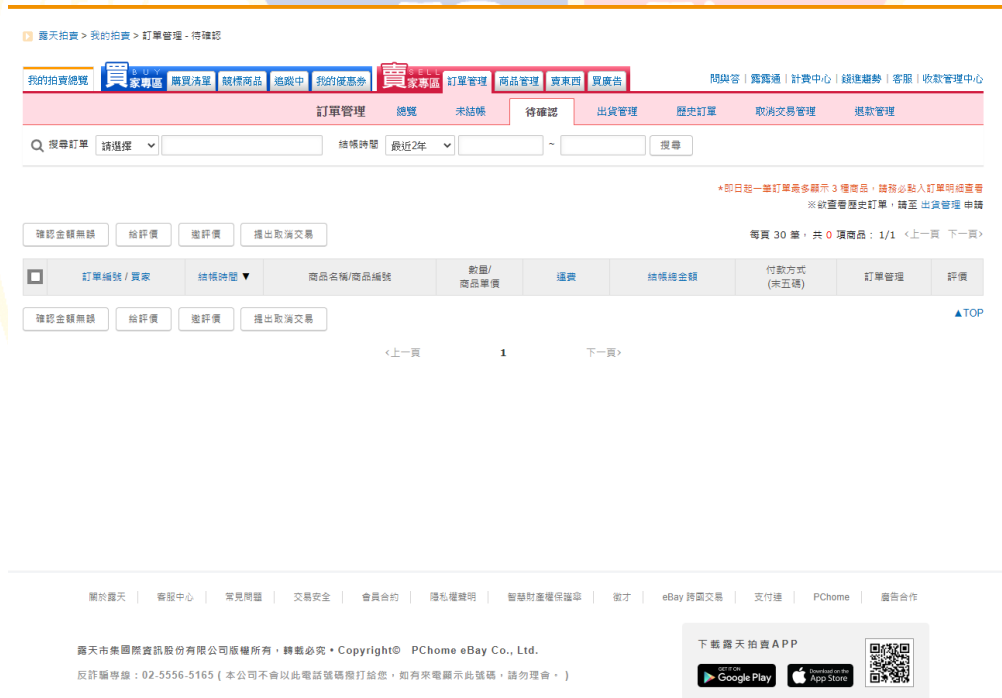 露天拍賣 > 我的拍賣 > 訂單管理 - 待確認
我的拍賣總覽 買 BUY 家專區 購買清單 競標商品 追蹤中 我的優惠券 賣 SELL 家專區 訂單管理 商品管理 賣東西 買廣告 問與答 | 露露通 | 計費中心 | 錢進趨勢 | 客服 | 收款管理中心
訂單管理 總覽 未結帳 待確認 出貨管理 歷史訂單 取消交易管理 退款管理
搜尋訂單 請選擇 結帳時間 最近2年 ~ 搜尋
*即日起一筆訂單最多顯示 3 種商品，請務必點入訂單明細查看
※欲查看歷史訂單，請至 出貨管理 申請
確認金額無誤 給評價 邀評價 提出取消交易 每頁 30 筆，共 0 項商品：1/1 <上一頁 下一頁>
訂單編號 / 買家 結帳時間 ▼ 商品名稱/商品編號 數量/商品單價 運費 結帳總金額 付款方式(末五碼) 訂單管理 評價
確認金額無誤 給評價 邀評價 提出取消交易 ▲TOP
<上一頁 1 下一頁>
關於露天 | 客服中心 | 常見問題 | 交易安全 | 會員合約 | 隱私權聲明 | 智慧財產權保護傘 | 徵才 | eBay 跨國交易 | 支付連 | PChome | 廣告合作
露天市集國際資訊股份有限公司版權所有，轉載必究 • Copyright© PChome eBay Co., Ltd.
反詐騙專線：02-5556-5165 ( 本公司不會以此電話號碼撥打給您，如有來電顯示此號碼，請勿理會。 )
下載露天拍賣APP
GET IT ON Google Play Download on the App Store